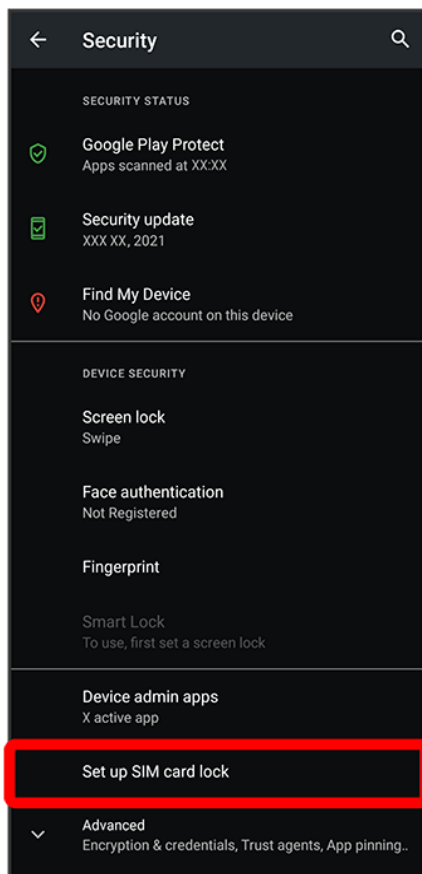 Security
SECURITY STATUS
Google Play Protect
Apps scanned at XX:XX
Security update
XXX XX, 2021
Find My Device
No Google account on this device
DEVICE SECURITY
Screen lock
Swipe
Face authentication
Not Registered
Fingerprint
Smart Lock
To use, first set a screen lock
Device admin apps
X active app
Set up SIM card lock
Advanced
Encryption & credentials, Trust agents, App pinning..